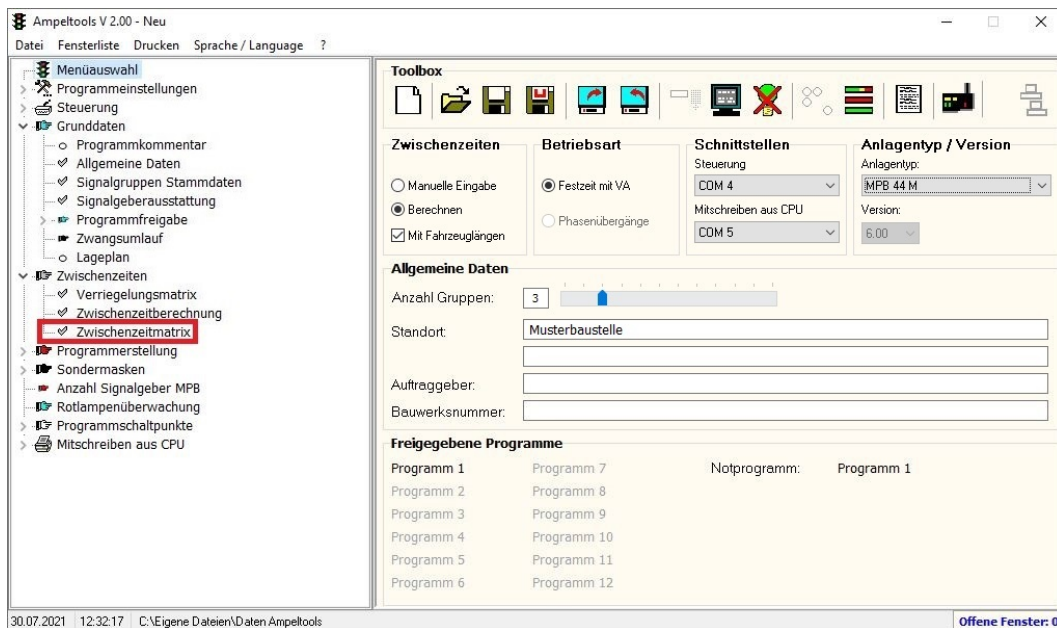 Ampeltools V 2.00 - Neu
Datei Fensterliste Drucken Sprache / Language ?
Menüauswahl
Programmeinstellungen
Steuerung
Grunddaten
Programmkommentar
Allgemeine Daten
Signalgruppen Stammdaten
Signalgeberausstattung
Programmfreigabe
Zwangsumlauf
Lageplan
Zwischenzeiten
Verriegelungsmatrix
Zwischenzeitberechnung
Zwischenzeitmatrix
Programmerstellung
Sondermasken
Anzahl Signalgeber MPB
Rotlampenüberwachung
Programmschaltpunkte
Mitschreiben aus CPU
Toolbox
Zwischenzeiten
Manuelle Eingabe
Berechnen
Mit Fahrzeuglängen
Betriebsart
Festzeit mit VA
Phasenübergänge
Schnittstellen
Steuerung
COM 4
Mitschreiben aus CPU
COM 5
Anlagentyp / Version
Anlagentyp:
MPB 44 M
Version:
6.00
Allgemeine Daten
Anzahl Gruppen: 3
Standort: Musterbaustelle
Auftraggeber:
Bauwerksnummer:
Freigegebene Programme
Programm 1 Programm 7 Notprogramm: Programm 1
Programm 2 Programm 8
Programm 3 Programm 9
Programm 4 Programm 10
Programm 5 Programm 11
Programm 6 Programm 12
30.07.2021 12:32:17 C:\Eigene Dateien\Daten Ampeltools Offene Fenster: 0